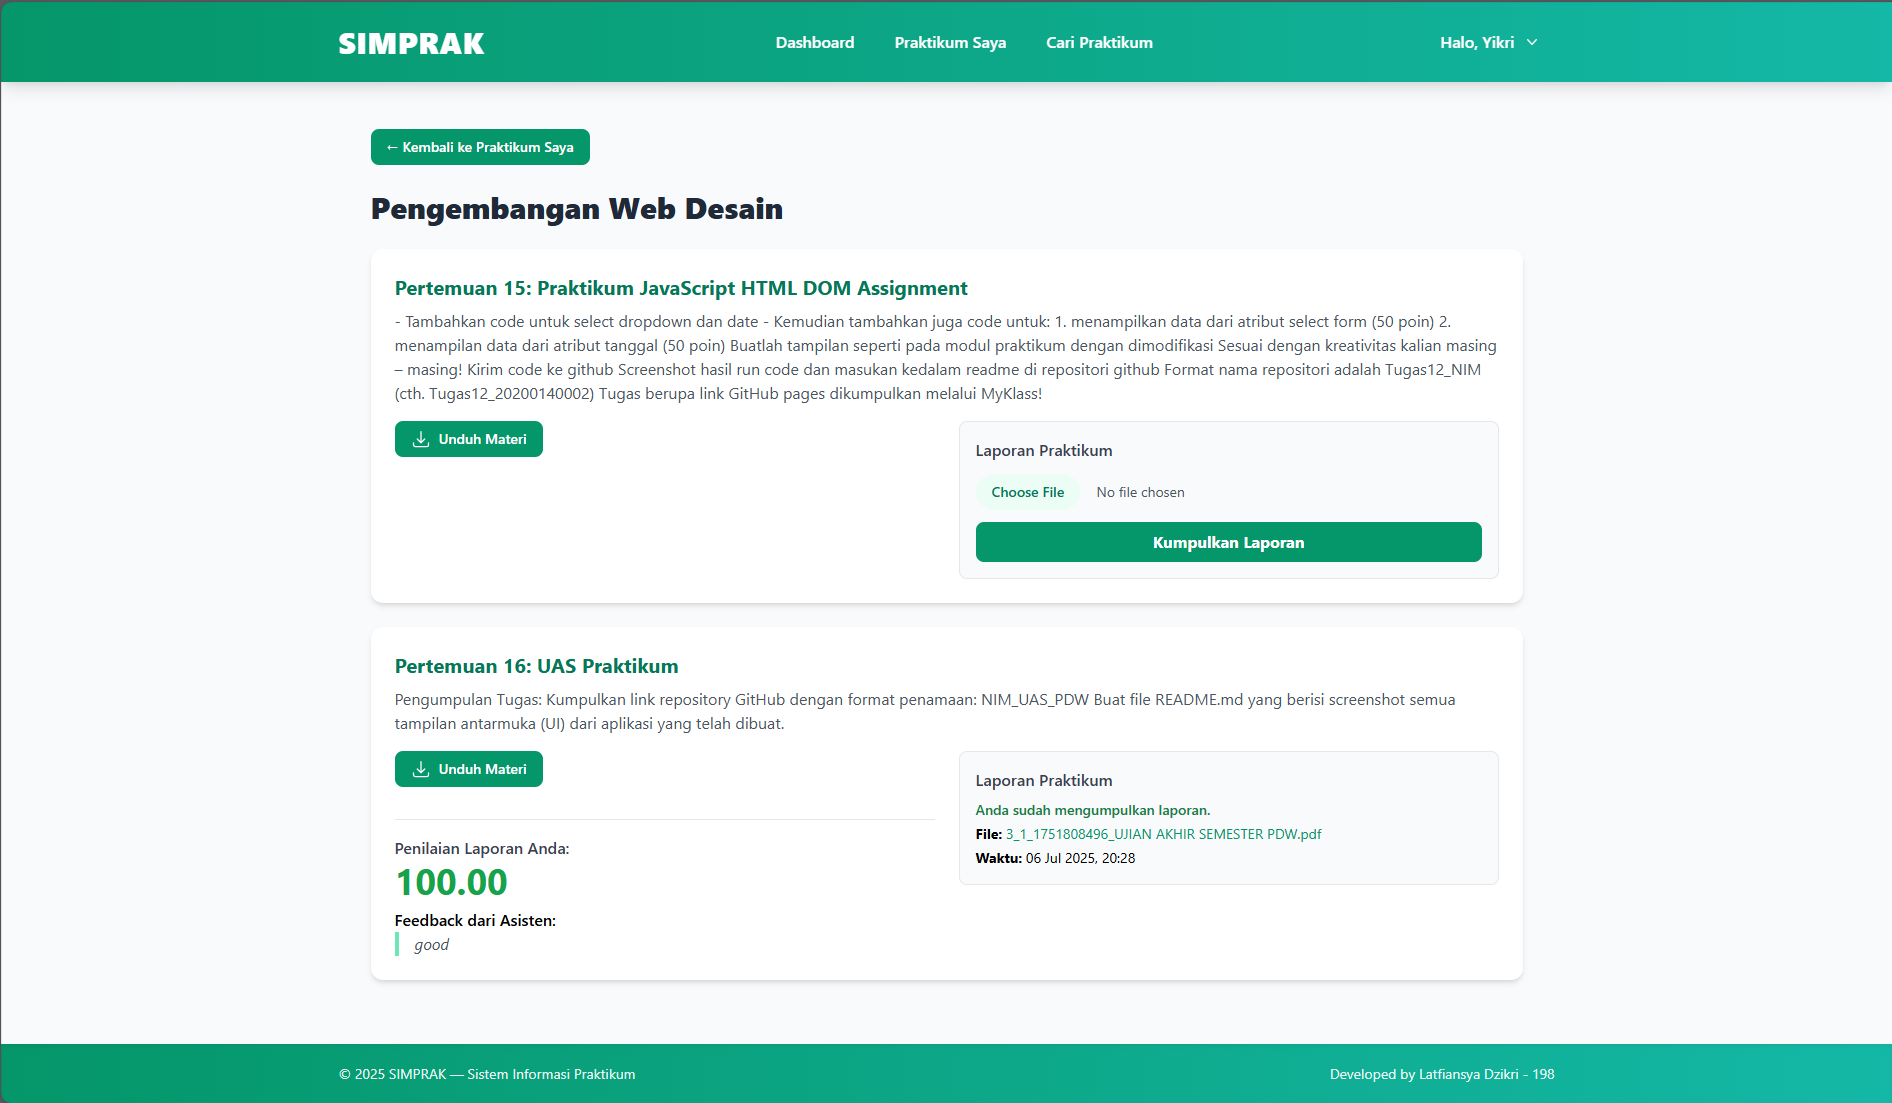 SIMPRAK
Dashboard
Praktikum Saya
Cari Praktikum
Halo, Yikri
← Kembali ke Praktikum Saya
Pengembangan Web Desain
Pertemuan 15: Praktikum JavaScript HTML DOM Assignment
- Tambahkan code untuk select dropdown dan date - Kemudian tambahkan juga code untuk: 1. menampilkan data dari atribut select form (50 poin) 2.
menampilan data dari atribut tanggal (50 poin) Buatlah tampilan seperti pada modul praktikum dengan dimodifikasi Sesuai dengan kreativitas kalian masing
– masing! Kirim code ke github Screenshot hasil run code dan masukan kedalam readme di repositori github Format nama repositori adalah Tugas12_NIM
(cth. Tugas12_20200140002) Tugas berupa link GitHub pages dikumpulkan melalui MyKlass!
Unduh Materi
Laporan Praktikum
Choose File No file chosen
Kumpulkan Laporan
Pertemuan 16: UAS Praktikum
Pengumpulan Tugas: Kumpulkan link repository GitHub dengan format penamaan: NIM_UAS_PDW Buat file README.md yang berisi screenshot semua
tampilan antarmuka (UI) dari aplikasi yang telah dibuat.
Unduh Materi
Penilaian Laporan Anda:
100.00
Feedback dari Asisten:
good
Laporan Praktikum
Anda sudah mengumpulkan laporan.
File: 3_1_1751808496_UJIAN AKHIR SEMESTER PDW.pdf
Waktu: 06 Jul 2025, 20:28
© 2025 SIMPRAK — Sistem Informasi Praktikum
Developed by Latfiansya Dzikri - 198